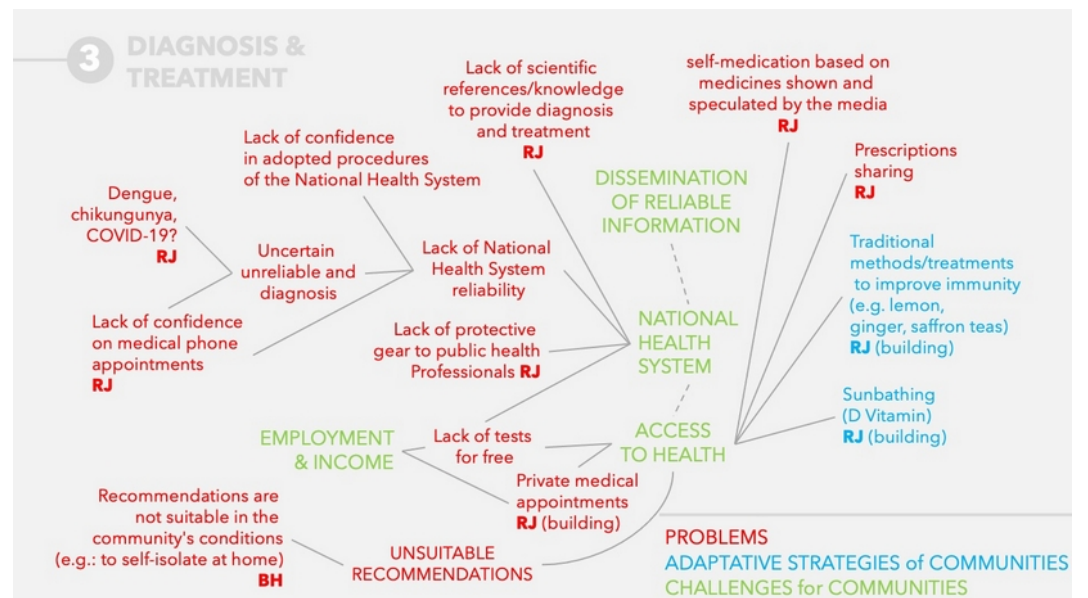 3
DIAGNOSIS &
TREATMENT
Lack of scientific
references/knowledge
to provide diagnosis
and treatment
RJ
self-medication based on
medicines shown and
speculated by the media
RJ
Lack of confidence
in adopted procedures
of the National Health System
Prescriptions
sharing
RJ
Dengue,
chikungunya,
COVID-19?
RJ
DISSEMINATION
OF RELIABLE
INFORMATION
Uncertain
unreliable and
diagnosis
Lack of National
Health System
reliability
Traditional
methods/treatments
to improve immunity
(e.g. lemon,
ginger, saffron teas)
RJ (building)
Lack of confidence
on medical phone
appointments
RJ
Lack of protective
gear to public health
Professionals RJ
NATIONAL
HEALTH
SYSTEM
Sunbathing
(D Vitamin)
RJ (building)
EMPLOYMENT
& INCOME
Lack of tests
for free
ACCESS
TO HEALTH
Private medical
appointments
RJ (building)
Recommendations are
not suitable in the
community's conditions
(e.g.: to self-isolate at home)
BH
UNSUITABLE
RECOMMENDATIONS
PROBLEMS
ADAPTATIVE STRATEGIES of COMMUNITIES
CHALLENGES for COMMUNITIES